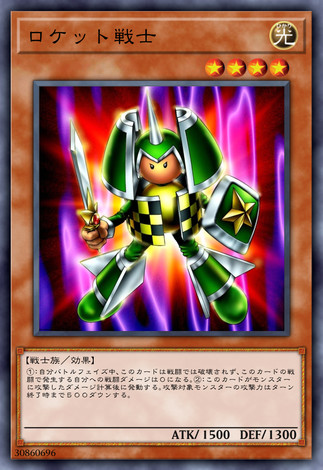 ロケット戦士
光
【戦士族／効果】
①：自分バトルフェイズ中、このカードは戦闘では破壊されず、このカードの戦
闘で発生する自分への戦闘ダメージは０になる。②：このカードがモンスター
に攻撃したダメージ計算後に発動する。攻撃対象モンスターの攻撃力はターン
終了時まで５００ダウンする。
ATK/ 1500 DEF/ 1300
30860696